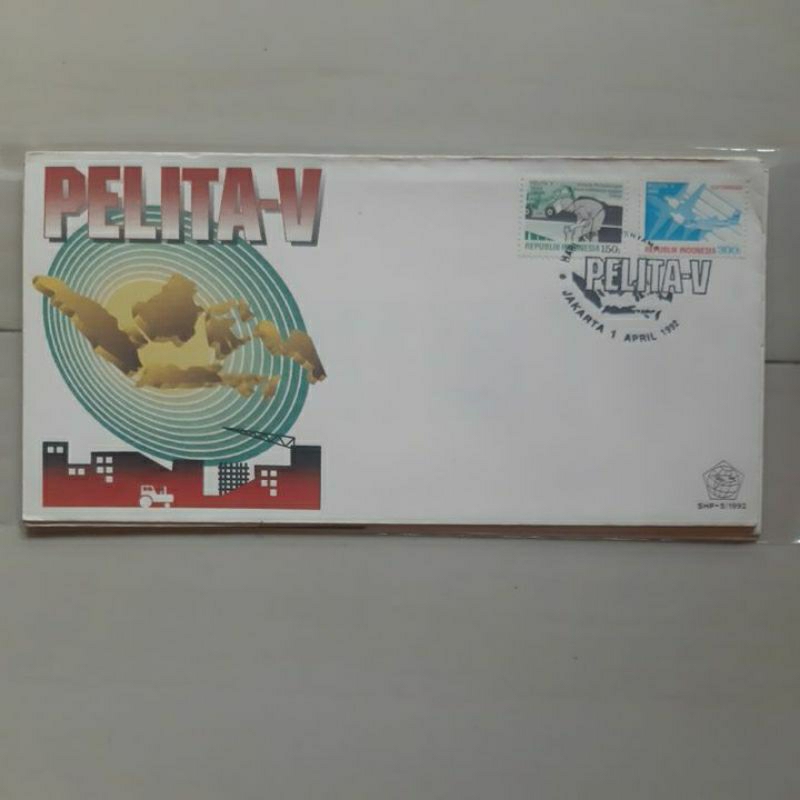 PELITA-V
REPUBLIK INDONESIA 150
REPUBLIK INDONESIA 300
PELITA-V
JAKARTA 1 APRIL 1992
SHP-5/1992